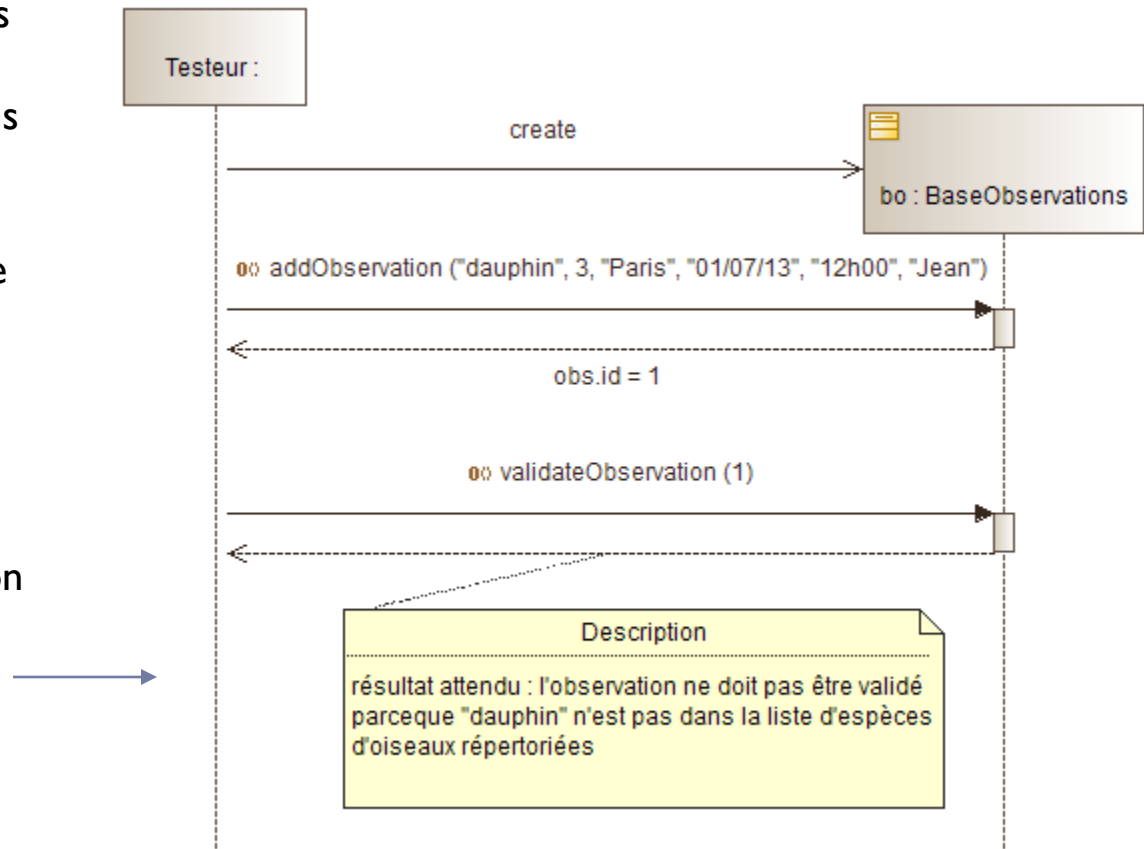 s
Testeur :
s
create
bo : BaseObservations
e
addObservation ("dauphin", 3, "Paris", "01/07/13", "12h00", "Jean")
obs.id = 1
e
validateObservation (1)
on
Description
résultat attendu : l'observation ne doit pas être validé
parceque "dauphin" n'est pas dans la liste d'espèces
d'oiseaux répertoriées